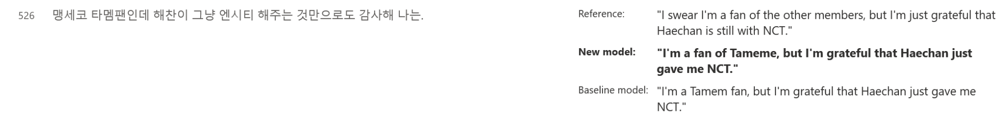 526 맹세코 타멤팬인데 해찬이 그냥 엔시티 해주는 것만으로도 감사해 나는.
Reference: "I swear I'm a fan of the other members, but I'm just grateful that
Haechan is still with NCT."
New model: "I'm a fan of Tameme, but I'm grateful that Haechan just
gave me NCT."
Baseline model: "I'm a Tamem fan, but I'm grateful that Haechan just gave me
NCT."